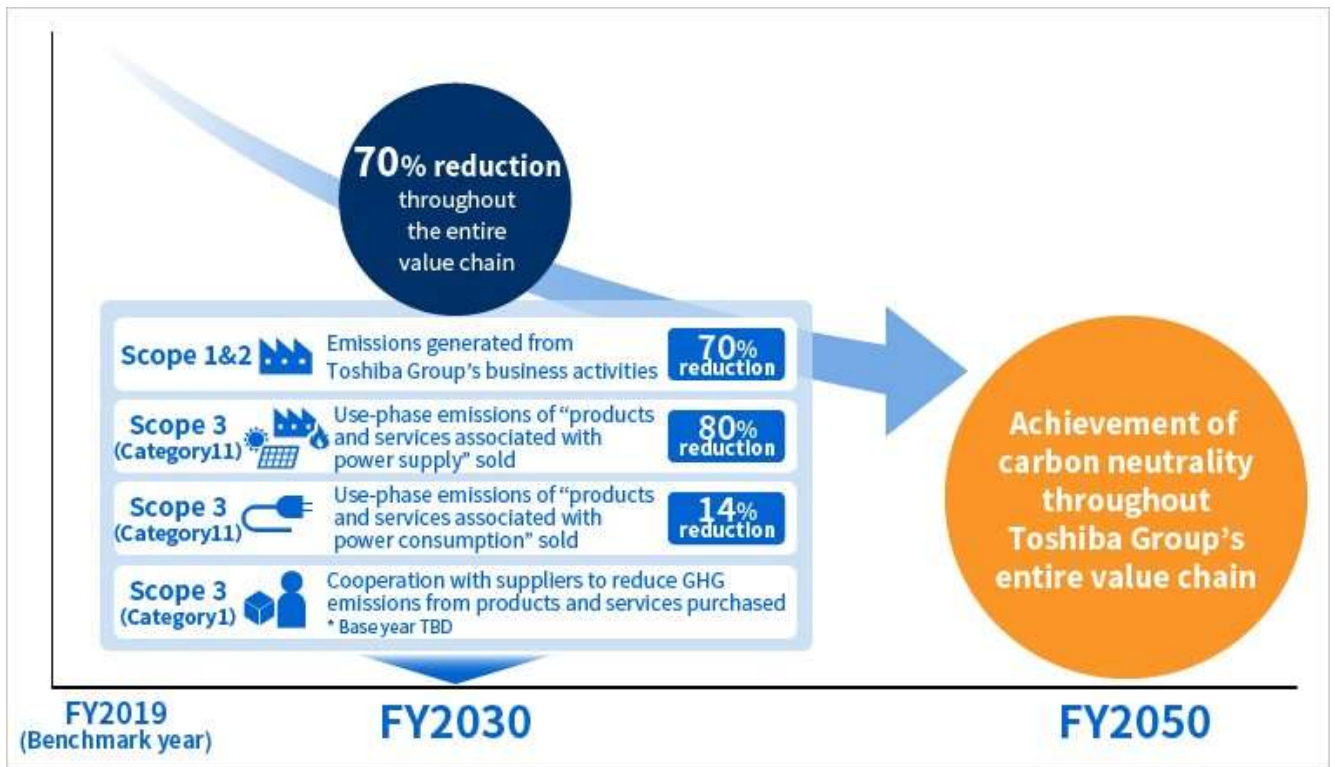 70% reduction
throughout
the entire
value chain
Scope 1&2
Emissions generated from
Toshiba Group's business activities
70%
reduction
Scope 3
(Category11)
Use-phase emissions of “products
and services associated with
power supply” sold
80%
reduction
Scope 3
(Category11)
Use-phase emissions of “products
and services associated with
power consumption” sold
14%
reduction
Scope 3
(Category1)
Cooperation with suppliers to reduce GHG
emissions from products and services purchased
* Base year TBD
Achievement of
carbon neutrality
throughout
Toshiba Group’s
entire value chain
FY2019
(Benchmark year)
FY2030
FY2050